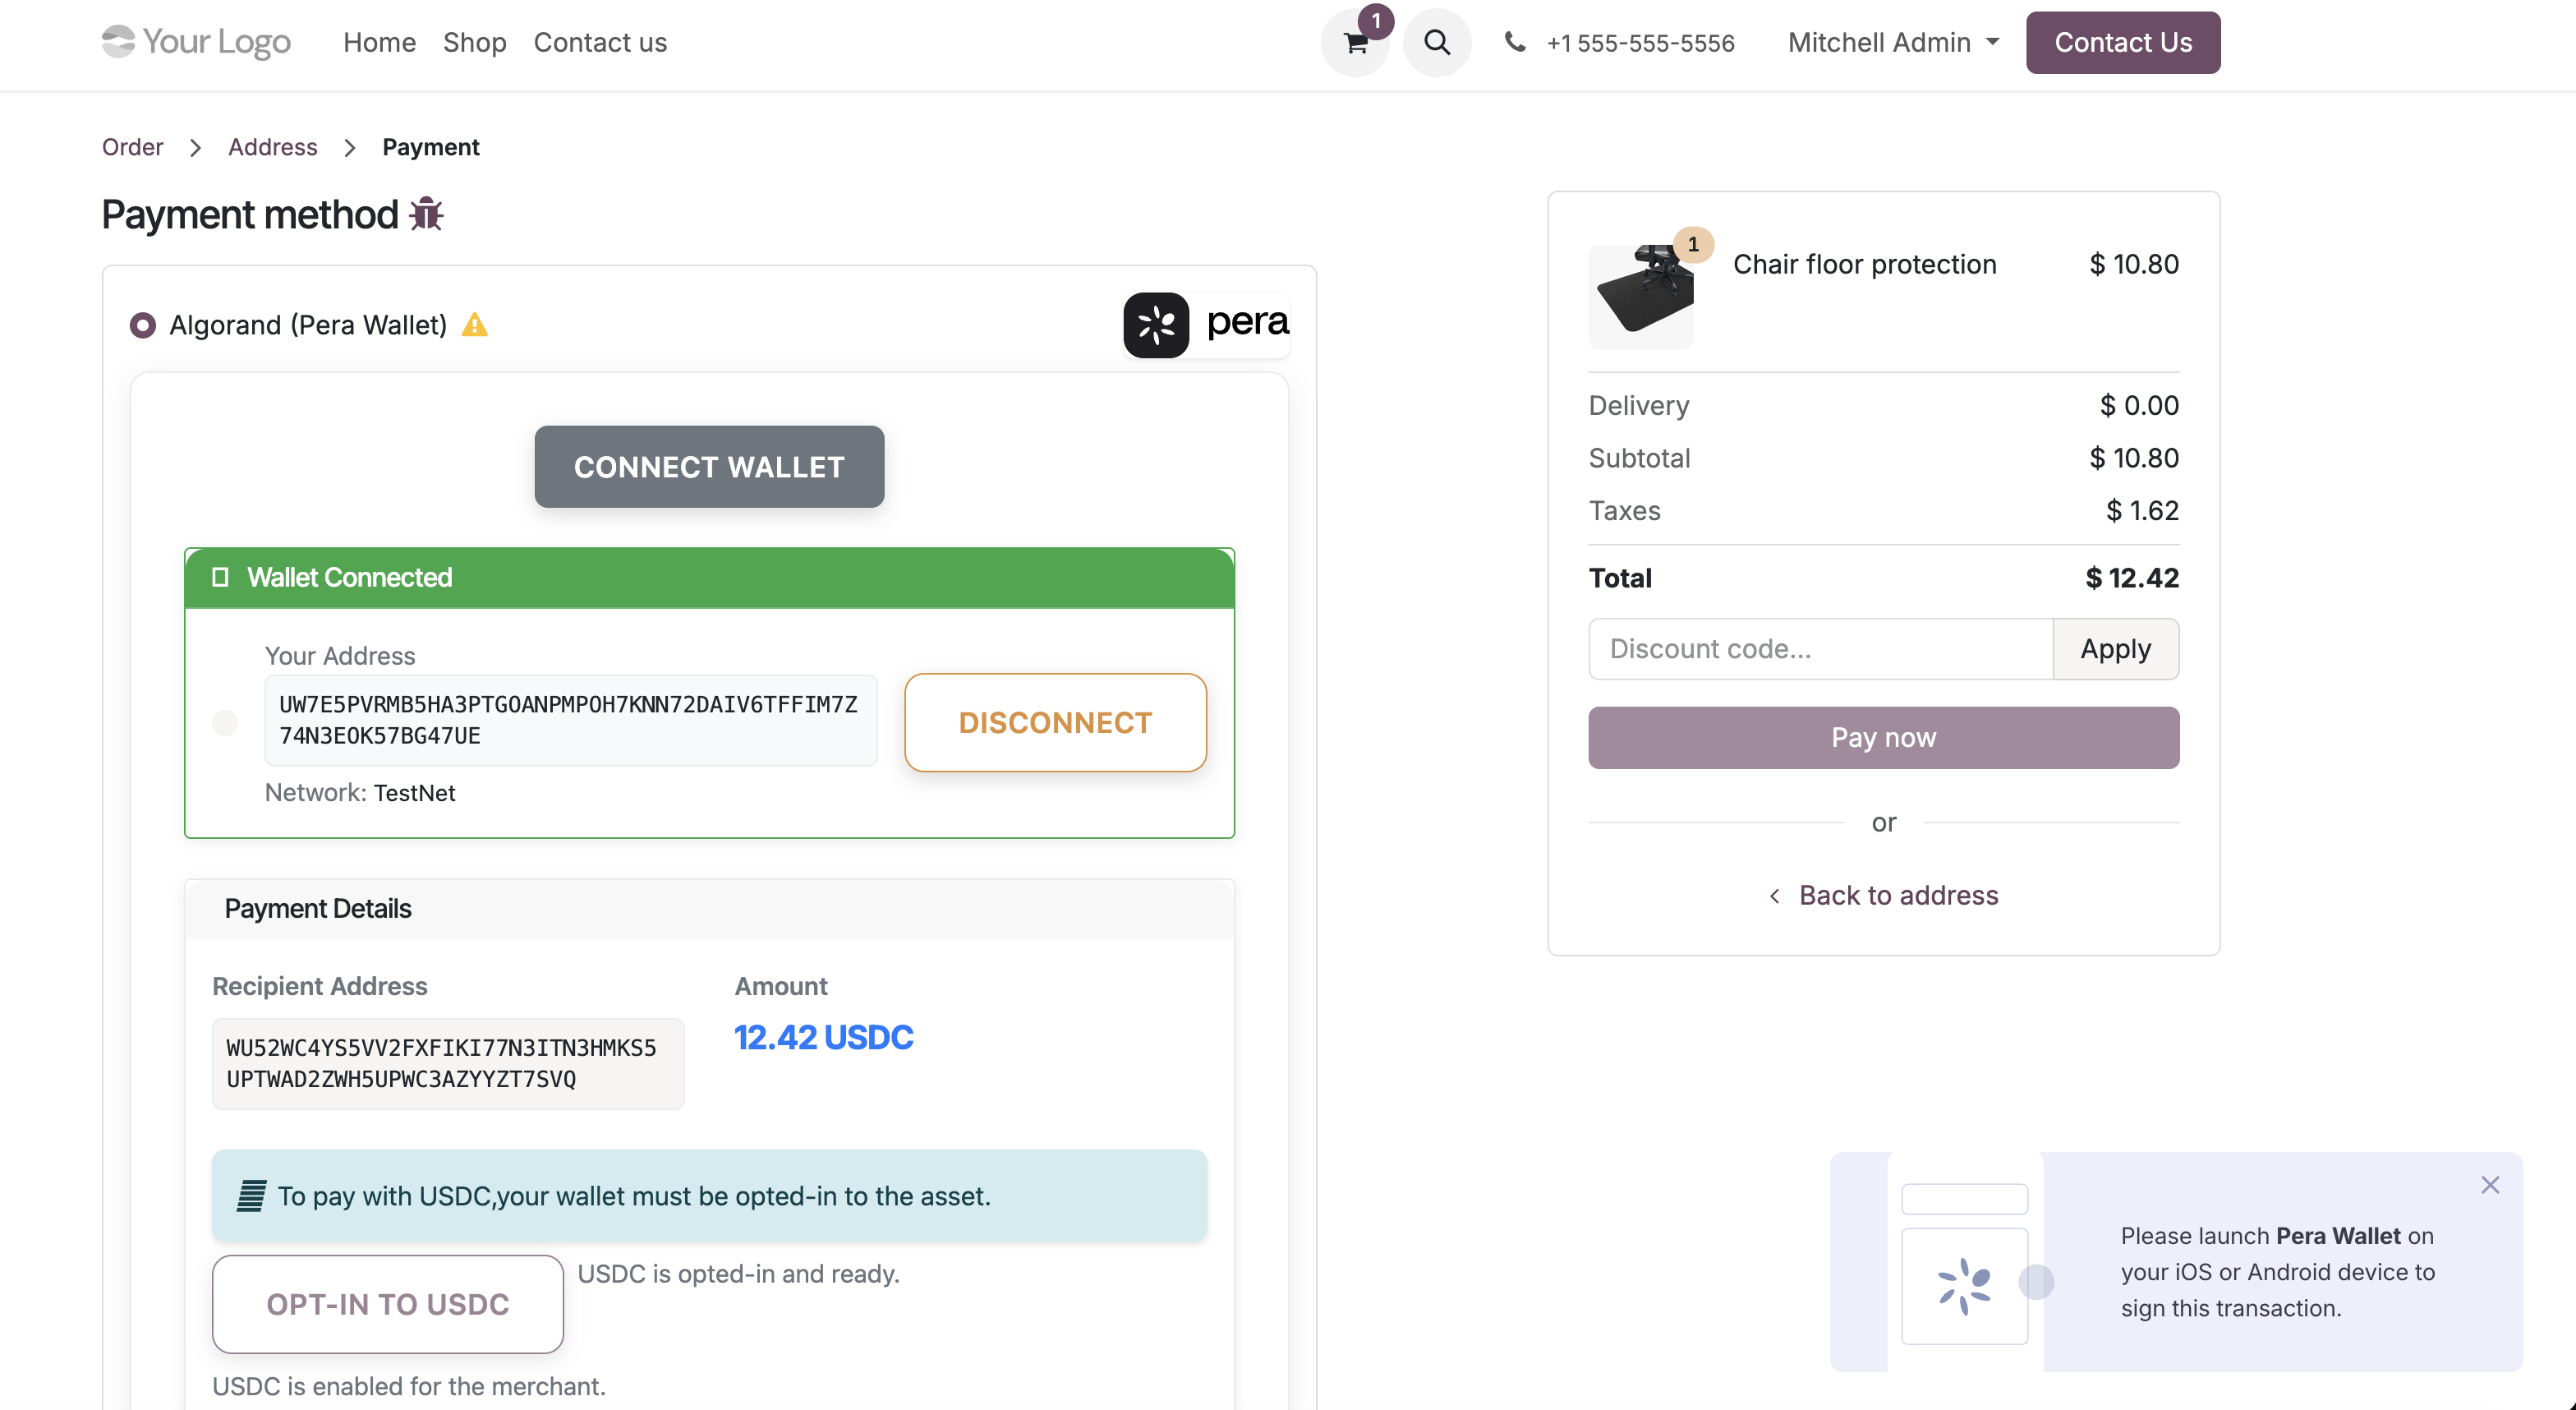 Your Logo
Home
Shop
Contact us
1
+1 555-555-5556
Mitchell Admin
Contact Us
Order
Address
Payment
Payment method
Algorand (Pera Wallet)
pera
CONNECT WALLET
Wallet Connected
Your Address
UW7E5PVRMB5HA3PTGOANPMPOH7KNN72DAIV6TFFIM7Z
74N3EOK57BG47UE
DISCONNECT
Network: TestNet
Payment Details
Recipient Address
WU52WC4YS5VV2FXFIKI77N3ITN3HMKS5
UPTWAD2ZWH5UPWC3AZYYZT7SVQ
Amount
12.42 USDC
To pay with USDC,your wallet must be opted-in to the asset.
OPT-IN TO USDC
USDC is opted-in and ready.
USDC is enabled for the merchant.
1
Chair floor protection
$ 10.80
Delivery
$ 0.00
Subtotal
$ 10.80
Taxes
$ 1.62
Total
$ 12.42
Discount code...
Apply
Pay now
or
Back to address
Please launch Pera Wallet on
your iOS or Android device to
sign this transaction.